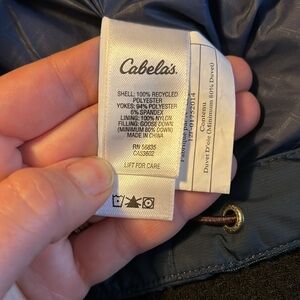 Cabela's
SHELL: 100% RECYCLED
POLYESTER
YOKES: 94% POLYESTER
6% SPANDEX
LINING: 100% NYLON
FILLING: GOOSE DOWN
(MINIMUM 80% DOWN)
MADE IN CHINA
RN 56835
CA53602
LIFT FOR CARE
Contenu
Duvet D'oie (Minimum 80% Duvet)